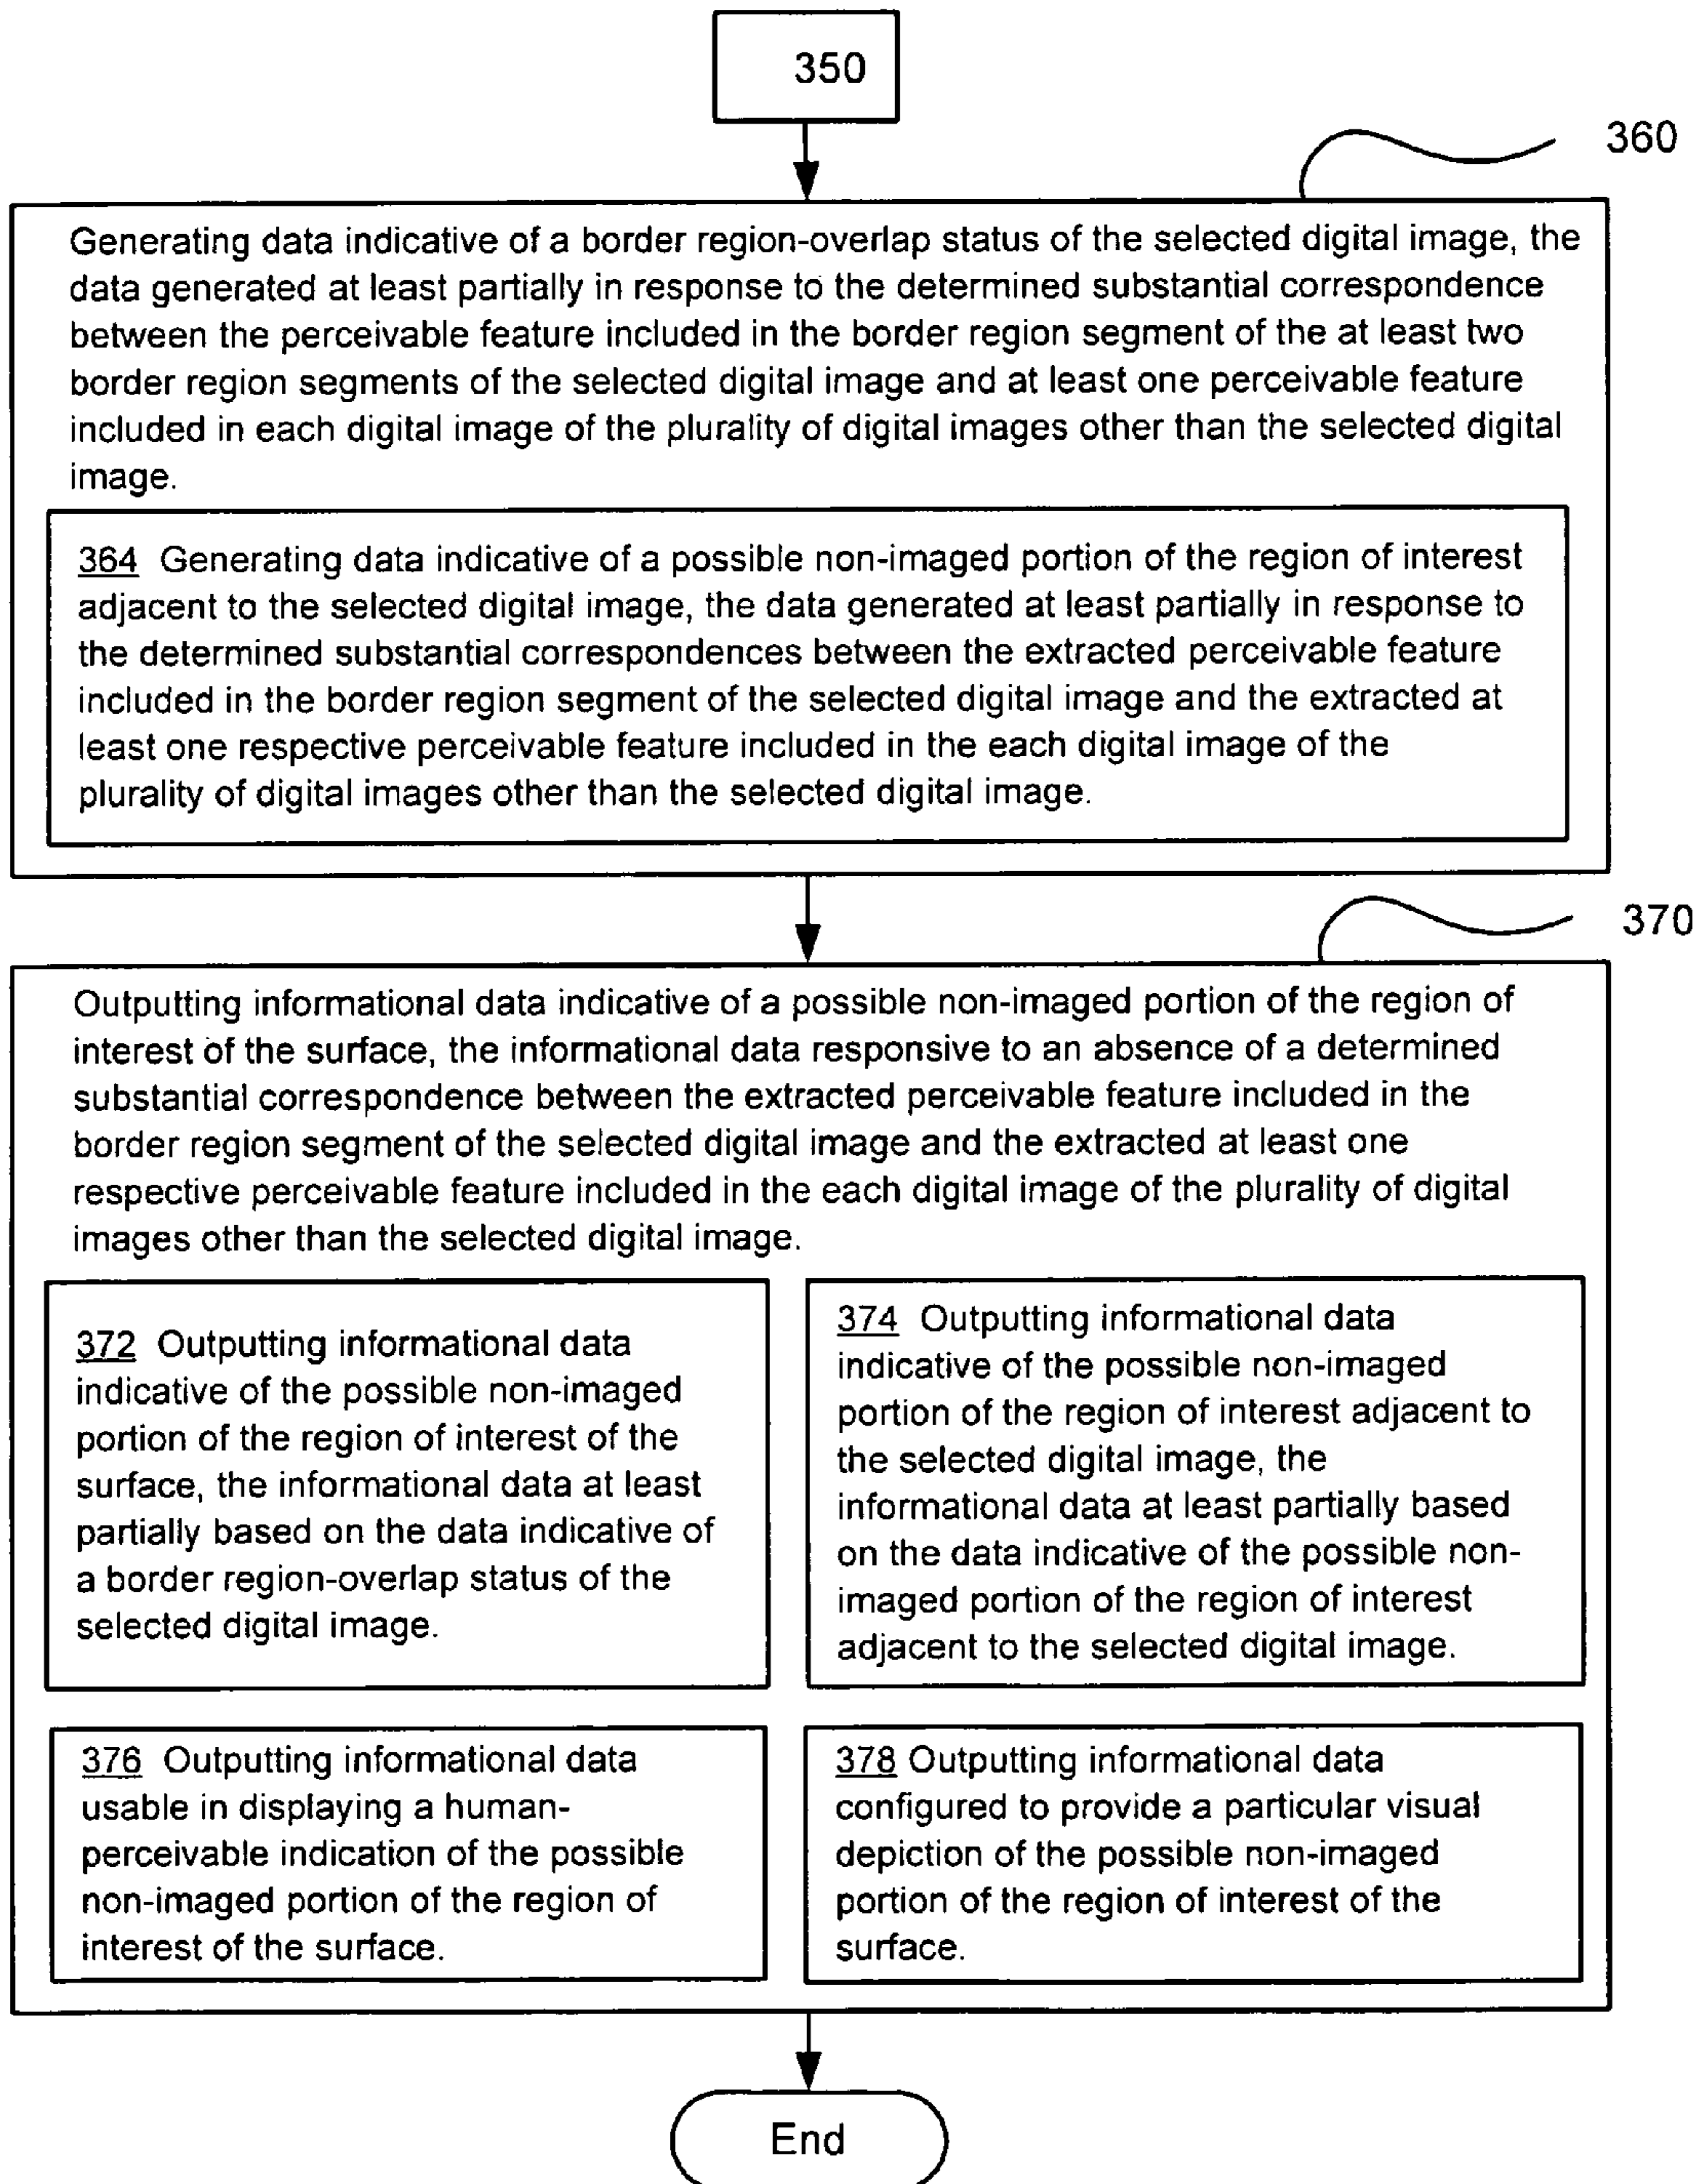 350
360
Generating data indicative of a border region-overlap status of the selected digital image, the
data generated at least partially in response to the determined substantial correspondence
between the perceivable feature included in the border region segment of the at least two
border region segments of the selected digital image and at least one perceivable feature
included in each digital image of the plurality of digital images other than the selected digital
image.
364 Generating data indicative of a possible non-imaged portion of the region of interest
adjacent to the selected digital image, the data generated at least partially in response to
the determined substantial correspondences between the extracted perceivable feature
included in the border region segment of the selected digital image and the extracted at
least one respective perceivable feature included in the each digital image of the
plurality of digital images other than the selected digital image.
370
Outputting informational data indicative of a possible non-imaged portion of the region of
interest of the surface, the informational data responsive to an absence of a determined
substantial correspondence between the extracted perceivable feature included in the
border region segment of the selected digital image and the extracted at least one
respective perceivable feature included in the each digital image of the plurality of digital
images other than the selected digital image.
372 Outputting informational data
indicative of the possible non-imaged
portion of the region of interest of the
surface, the informational data at least
partially based on the data indicative of
a border region-overlap status of the
selected digital image.
374 Outputting informational data
indicative of the possible non-imaged
portion of the region of interest adjacent to
the selected digital image, the
informational data at least partially based
on the data indicative of the possible non-
imaged portion of the region of interest
adjacent to the selected digital image.
376 Outputting informational data
usable in displaying a human-
perceivable indication of the possible
non-imaged portion of the region of
interest of the surface.
378 Outputting informational data
configured to provide a particular visual
depiction of the possible non-imaged
portion of the region of interest of the
surface.
End